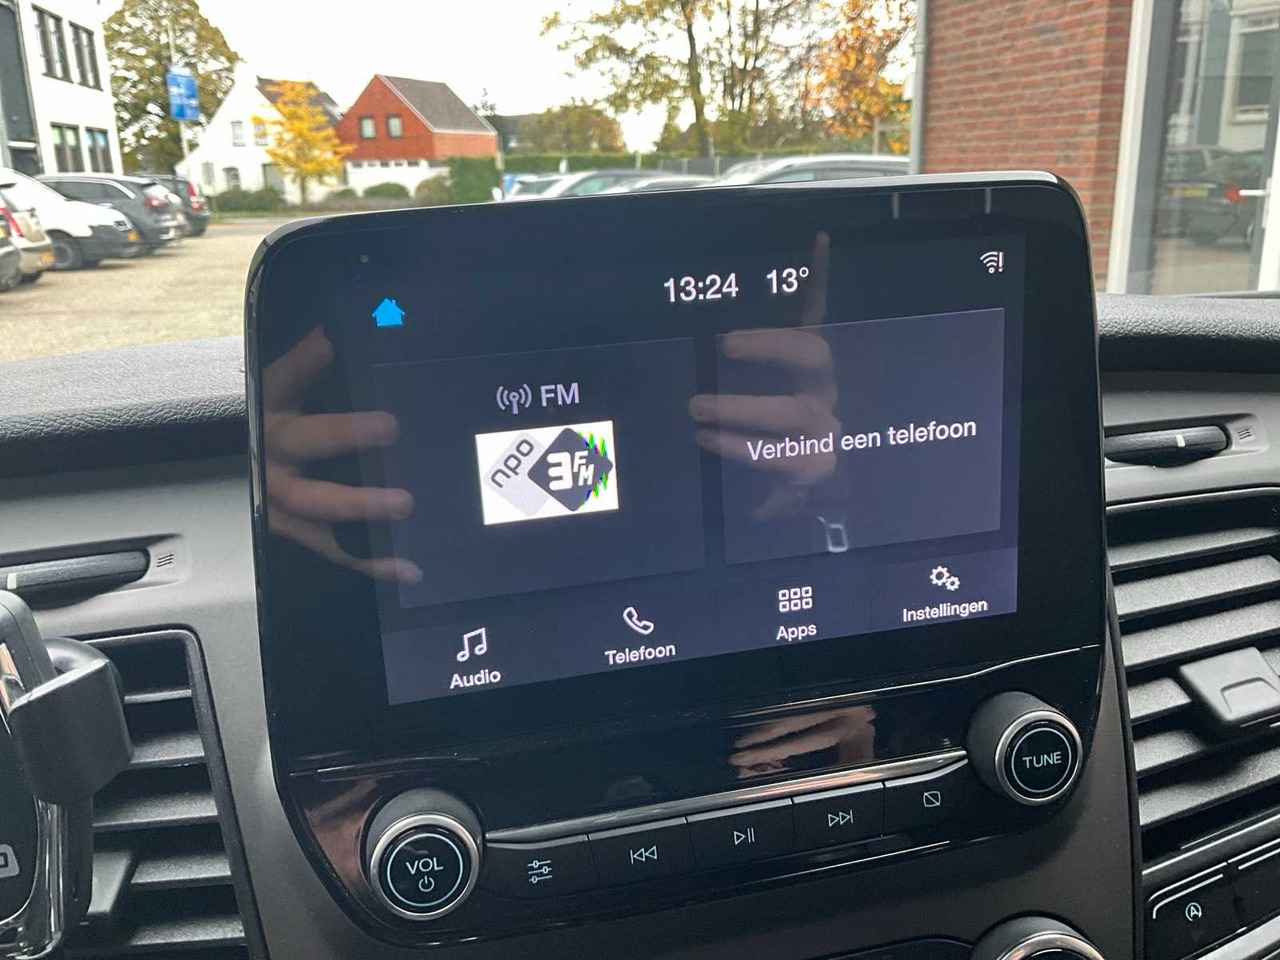 13:24 13°
FM
npo
3FM
Verbind een telefoon
Audio
Telefoon
Apps
Instellingen
VOL
TUNE
A